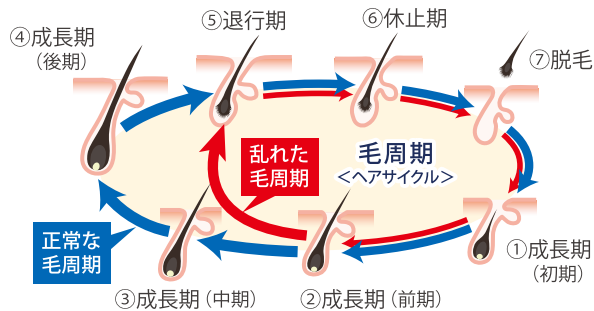 ⑤退行期
⑥休止期
④成長期
（後期）
⑦脱毛
乱れた
毛周期
毛周期
＜ヘアサイクル＞
正常な
毛周期
①成長期
（初期）
③成長期（中期）
②成長期（前期）